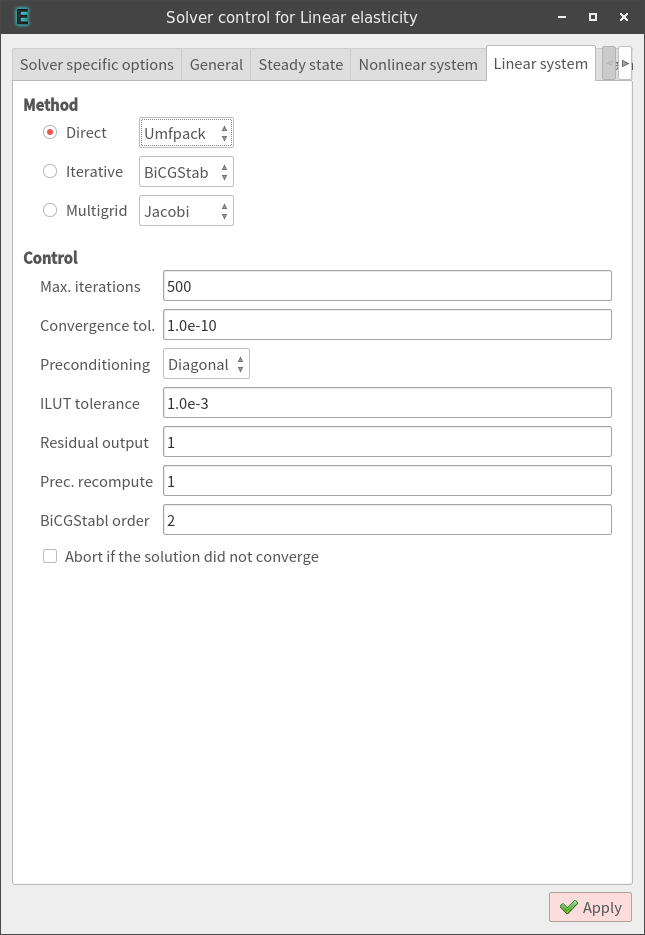 E
Solver control for Linear elasticity
Solver specific options
General
Steady state
Nonlinear system
Linear system
Method
Direct
Umfpack
Iterative
BiCGStab
Multigrid
Jacobi
Control
Max. iterations
500
Convergence tol.
1.0e-10
Preconditioning
Diagonal
ILUT tolerance
1.0e-3
Residual output
1
Prec. recompute
1
BiCGStabl order
2
Abort if the solution did not converge
Apply